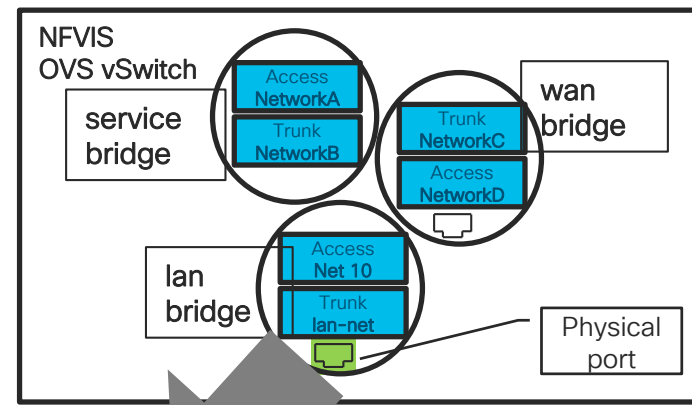 NFVIS
OVS vSwitch
Access
NetworkA
Trunk
NetworkB
service
bridge
Trunk
NetworkC
Access
NetworkD
wan
bridge
Access
Net 10
Trunk
lan-net
lan
bridge
Physical
port